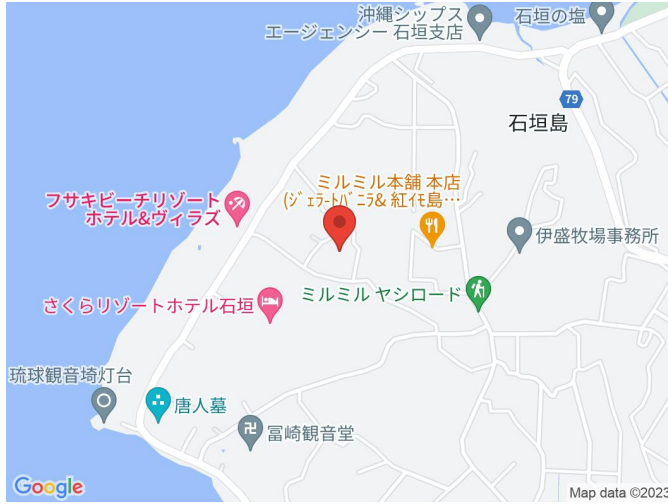 沖縄シップス
エージェンシー 石垣支店
石垣の塩
79
石垣島
ミルミル本舗 本店
(ジェラートバニラ& 紅イモ島…
フサキビーチリゾート
ホテル&ヴィラズ
伊盛牧場事務所
さくらリゾートホテル石垣
ミルミル ヤシロード
琉球観音埼灯台
唐人墓
冨崎観音堂
Google
Map data ©2023